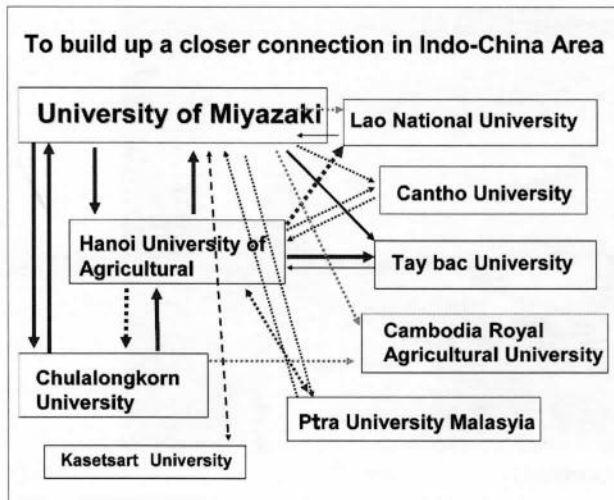 To build up a closer connection in Indo-China Area
University of Miyazaki
Lao National University
Cantho University
Hanoi University of
Agricultural
Tay bac University
Cambodia Royal
Agricultural University
Chulalongkorn
University
Ptra University Malasyia
Kasetsart University